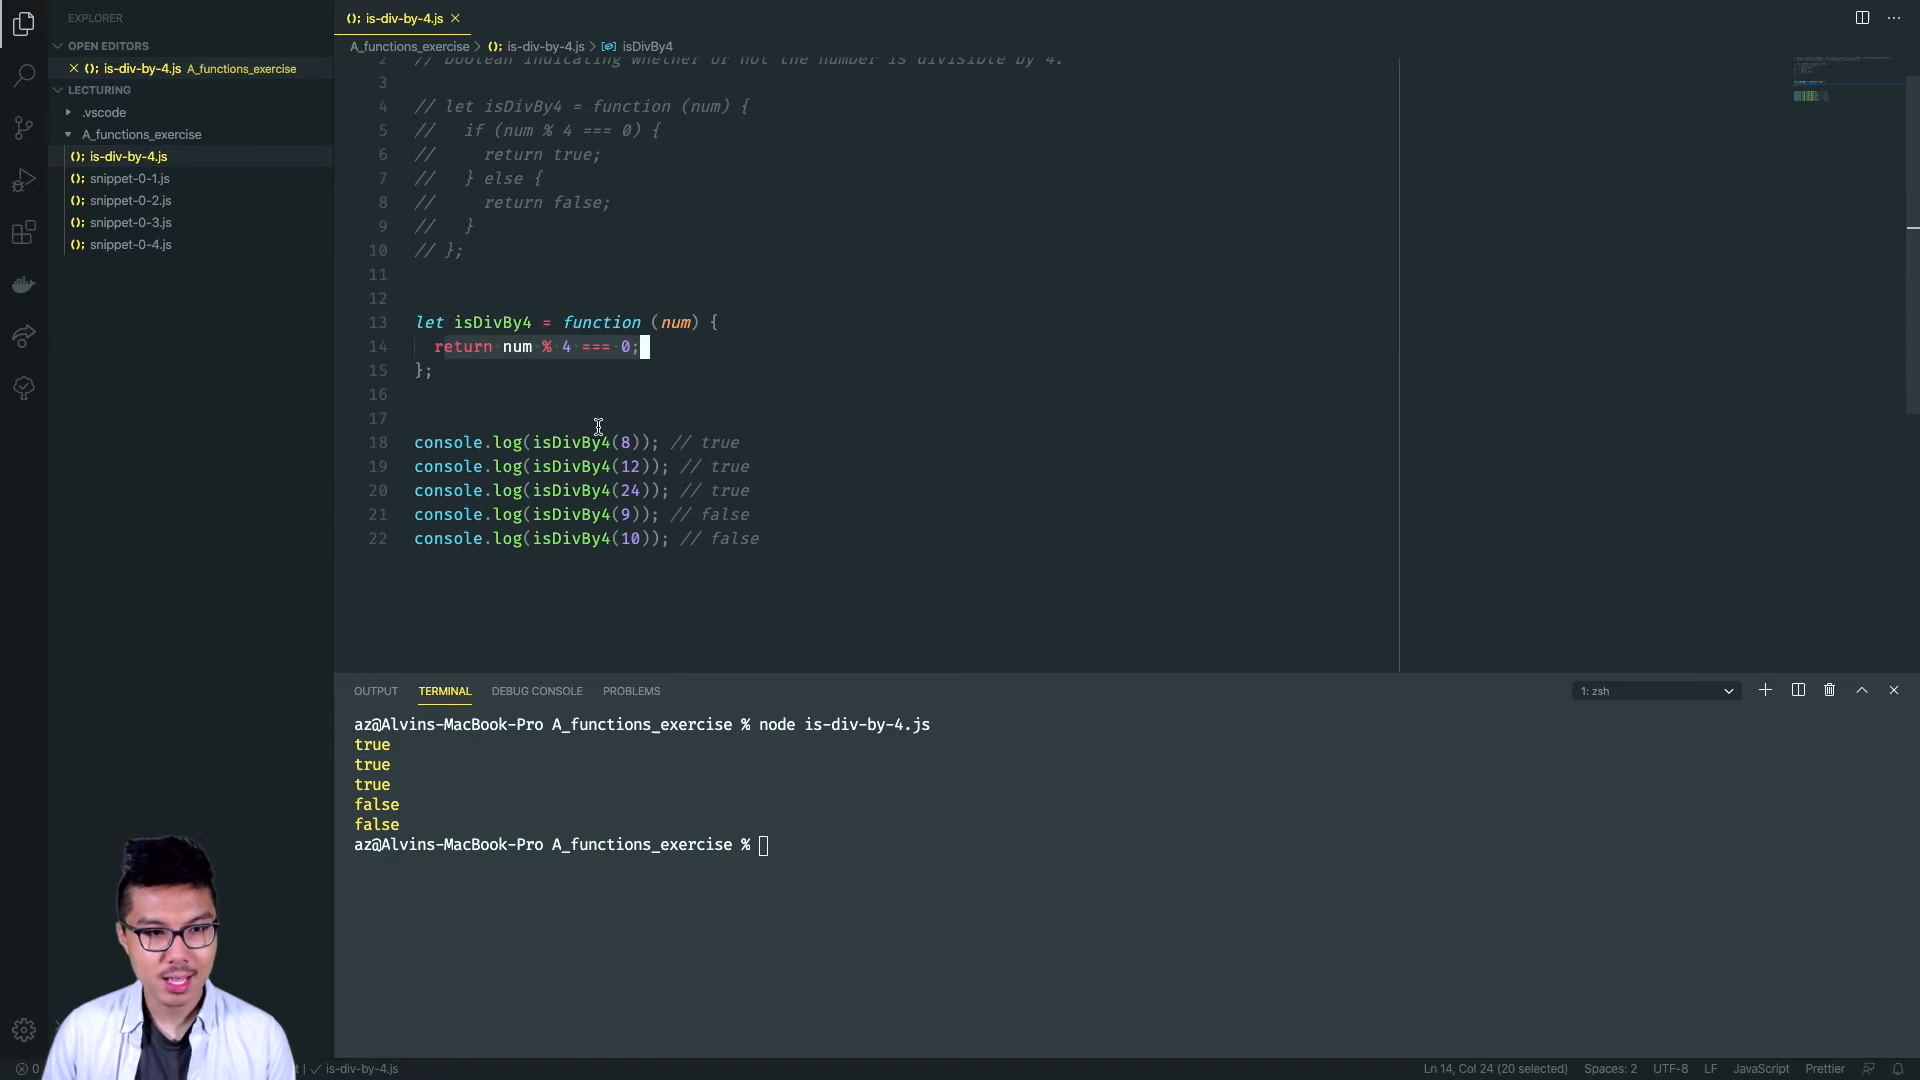 EXPLORER
OPEN EDITORS
is-div-by-4.js A_functions_exercise
LECTURING
.vscode
A_functions_exercise
is-div-by-4.js
snippet-0-1.js
snippet-0-2.js
snippet-0-3.js
snippet-0-4.js
(); is-div-by-4.js
A_functions_exercise > (); is-div-by-4.js > isDivBy4
2 // boolean indicating whether or not the number is divisible by 4.
3
4 // let isDivBy4 = function (num) {
5 //   if (num % 4 === 0) {
6 //     return true;
7 //   } else {
8 //     return false;
9 //   }
10 // };
11
12
13 let isDivBy4 = function (num) {
14   return num % 4 === 0;
15 };
16
17
18 console.log(isDivBy4(8)); // true
19 console.log(isDivBy4(12)); // true
20 console.log(isDivBy4(24)); // true
21 console.log(isDivBy4(9)); // false
22 console.log(isDivBy4(10)); // false
OUTPUT TERMINAL DEBUG CONSOLE PROBLEMS
1: zsh
az@Alvins-MacBook-Pro A_functions_exercise % node is-div-by-4.js
true
true
true
false
false
az@Alvins-MacBook-Pro A_functions_exercise %
0
is-div-by-4.js
Ln 14, Col 24 (20 selected) Spaces: 2 UTF-8 LF JavaScript Prettier